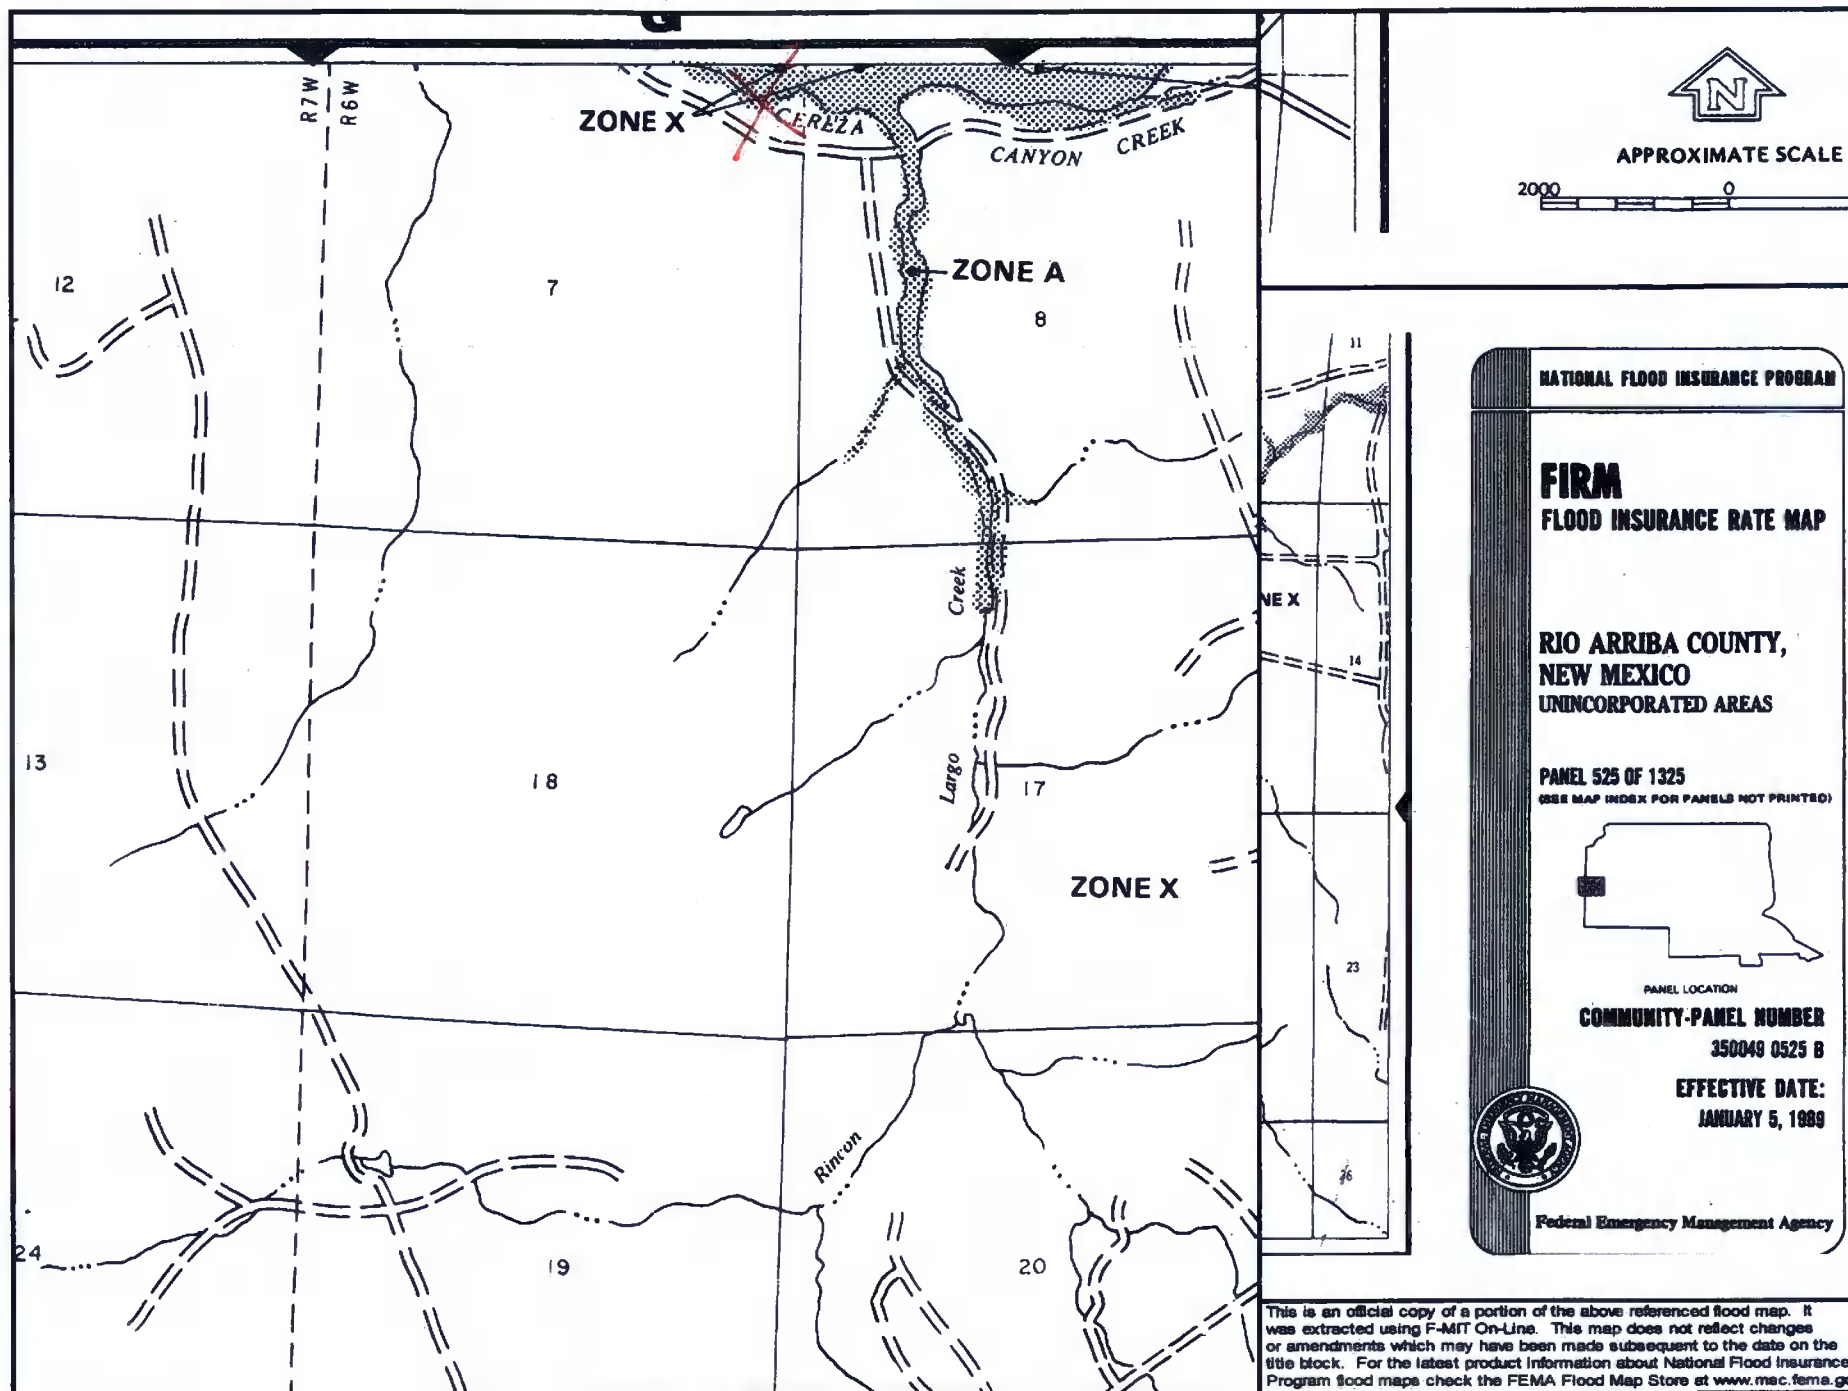 G
R7W
R6W
ZONE X
CEREZA
CANYON
CREEK
12
7
ZONE A
8
Creek
13
18
Largo
17
ZONE X
Rincon
24
19
20
11
NE X
14
23
26
N
APPROXIMATE SCALE
2000 0
NATIONAL FLOOD INSURANCE PROGRAM
FIRM
FLOOD INSURANCE RATE MAP
RIO ARRIBA COUNTY,
NEW MEXICO
UNINCORPORATED AREAS
PANEL 525 OF 1325
(SEE MAP INDEX FOR PANELS NOT PRINTED)
PANEL LOCATION
COMMUNITY-PANEL NUMBER
350049 0525 B
EFFECTIVE DATE:
JANUARY 5, 1989
Federal Emergency Management Agency
This is an official copy of a portion of the above referenced flood map. It
was extracted using F-MIT On-Line. This map does not reflect changes
or amendments which may have been made subsequent to the date on the
title block. For the latest product information about National Flood Insurance
Program flood maps check the FEMA Flood Map Store at www.msc.fema.g